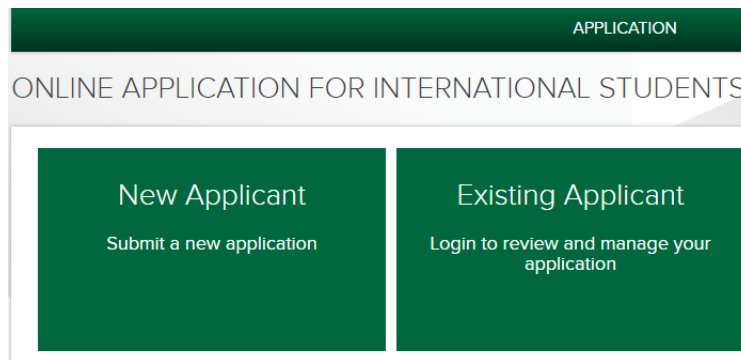 APPLICATION
ONLINE APPLICATION FOR INTERNATIONAL STUDENTS
New Applicant
Submit a new application
Existing Applicant
Login to review and manage your
application